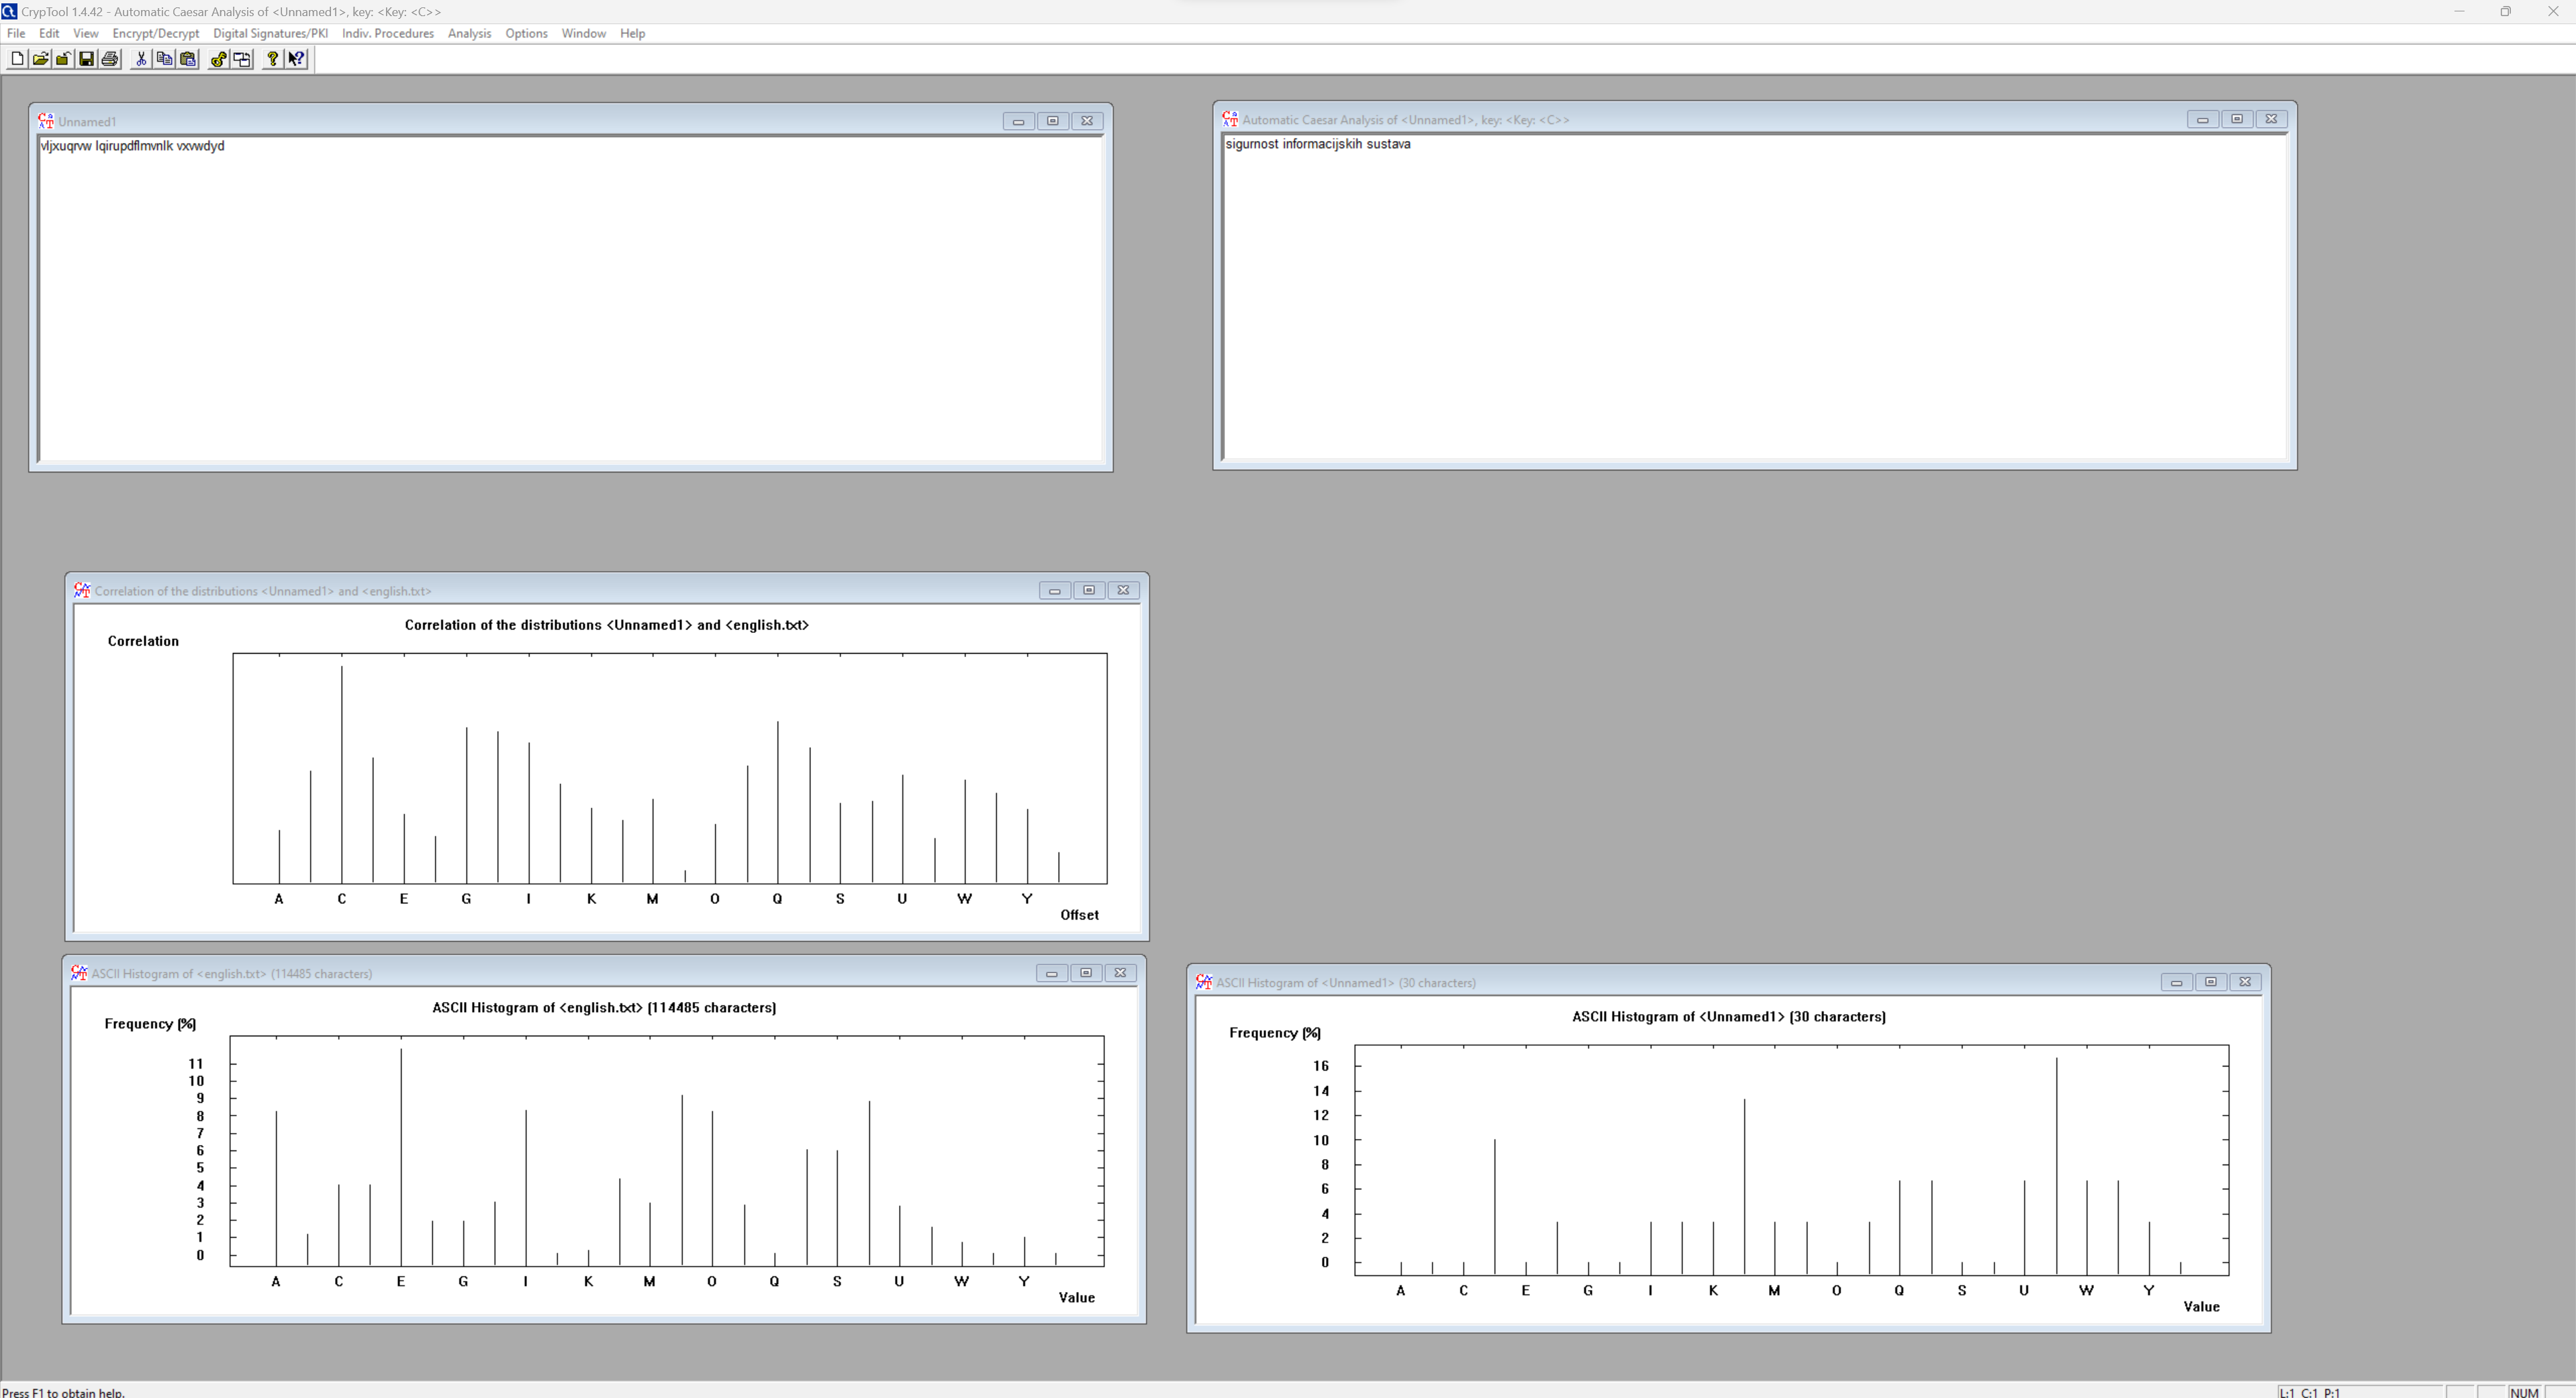 CrypTool 1.4.42 - Automatic Caesar Analysis of <Unnamed1>, key: <Key: <C>>
File Edit View Encrypt/Decrypt Digital Signatures/PKI Indiv. Procedures Analysis Options Window Help
Unnamed1
vljxuqrvw lqirupdflmvnlk vxvwdyd
Automatic Caesar Analysis of <Unnamed1>, key: <Key: <C>>
sigurnost informacijskih sustava
Correlation of the distributions <Unnamed1> and <english.txt>
Correlation of the distributions <Unnamed1> and <english.txt>
Correlation
A C E G I K M O Q S U W Y
Offset
ASCII Histogram of <english.txt> (114485 characters)
ASCII Histogram of <english.txt> (114485 characters)
Frequency (%)
11
10
9
8
7
6
5
4
3
2
1
0
A C E G I K M O Q S U W Y
Value
ASCII Histogram of <Unnamed1> (30 characters)
ASCII Histogram of <Unnamed1> (30 characters)
Frequency (%)
16
14
12
10
8
6
4
2
0
A C E G I K M O Q S U W Y
Value
Press F1 to obtain help.
L:1 C:1 P:1
NUM